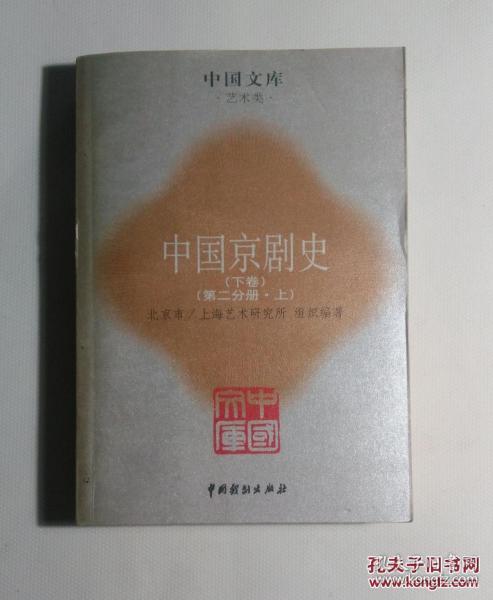 中国文库
·艺术类·
中国京剧史
(下卷)
(第二分册·上)
北京市/上海艺术研究所 组织编著
中國
文庫
中国戏剧出版社
孔夫子旧书网
www.kongfz.com